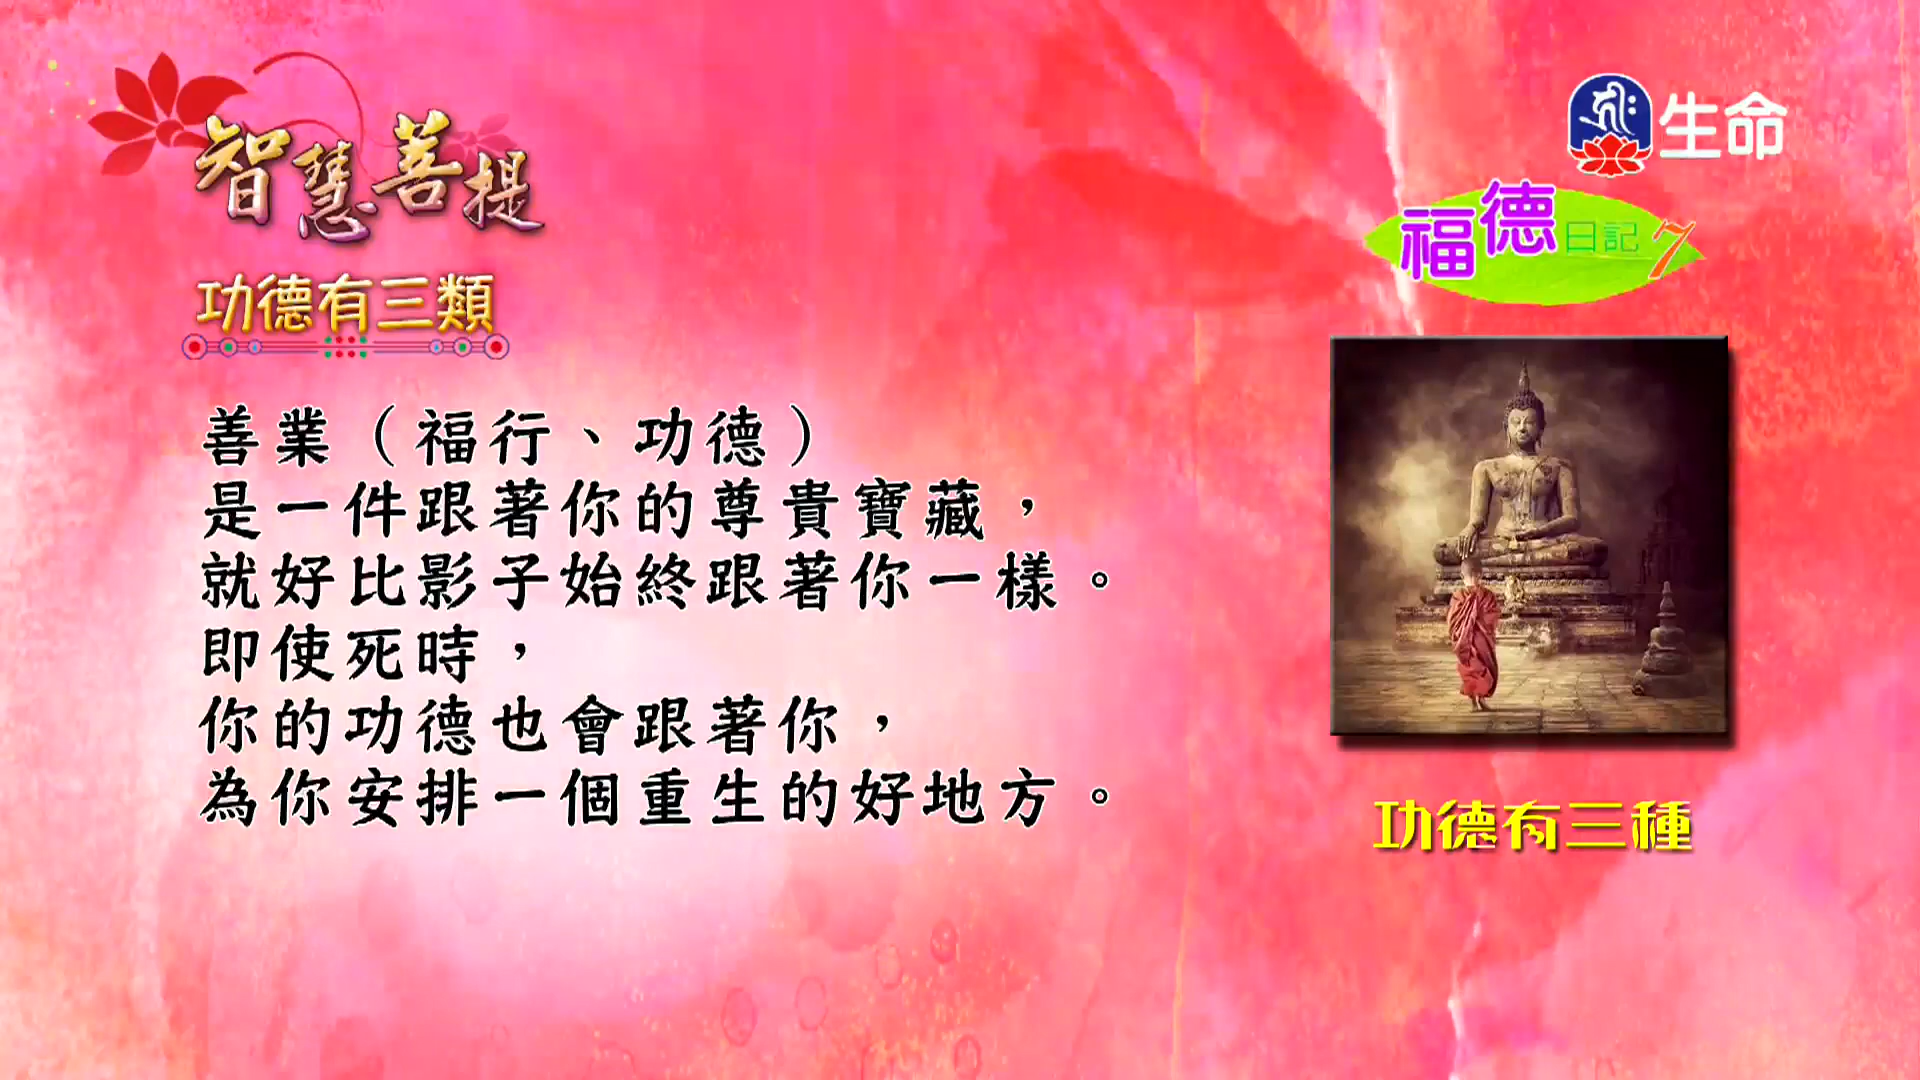 智慧菩提
功德有三類
善業（福行、功德）
是一件跟著你的尊貴寶藏，
就好比影子始終跟著你一樣。
即使死時，
你的功德也會跟著你，
為你安排一個重生的好地方。
生命
福德日記7
功德有三種